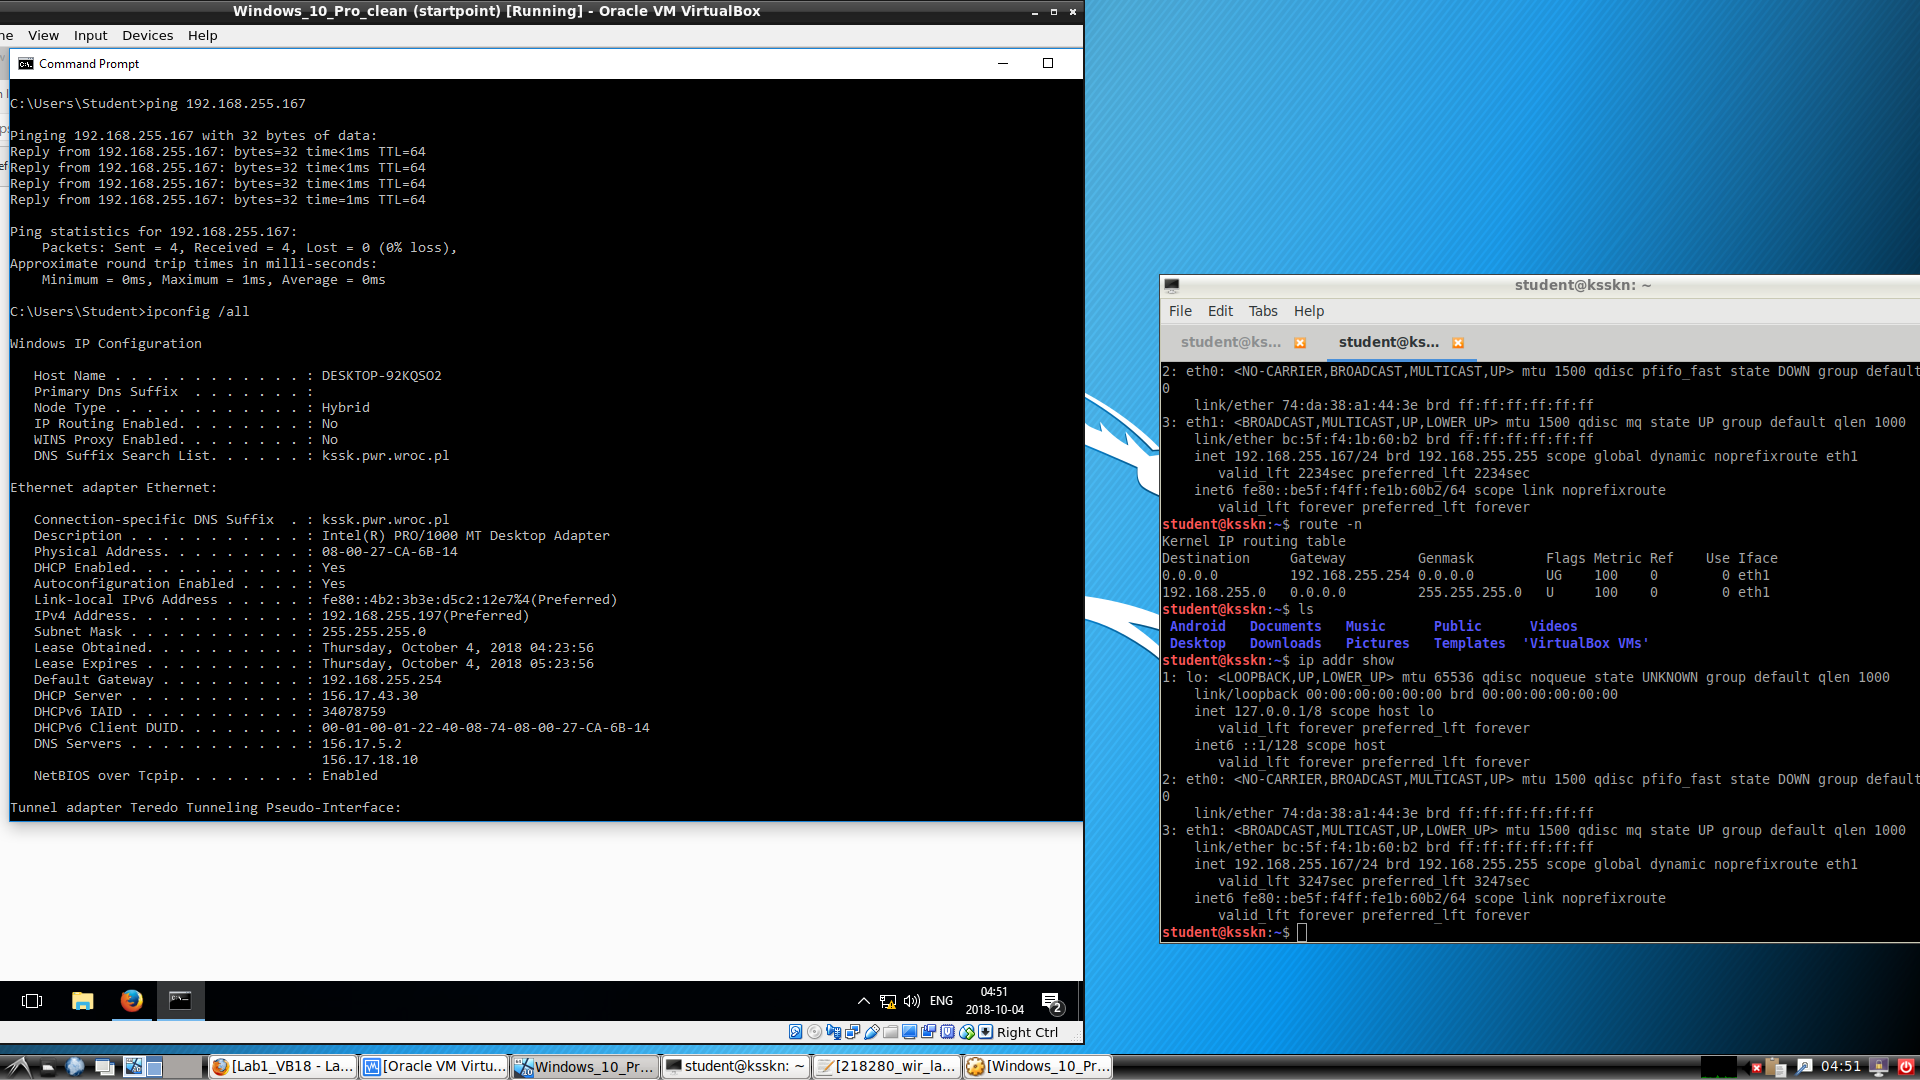 Windows_10_Pro_clean (startpoint) [Running] - Oracle VM VirtualBox
ne View Input Devices Help
Command Prompt
C:\Users\Student>ping 192.168.255.167
Pinging 192.168.255.167 with 32 bytes of data:
Reply from 192.168.255.167: bytes=32 time<1ms TTL=64
Reply from 192.168.255.167: bytes=32 time<1ms TTL=64
Reply from 192.168.255.167: bytes=32 time<1ms TTL=64
Reply from 192.168.255.167: bytes=32 time=1ms TTL=64
Ping statistics for 192.168.255.167:
Packets: Sent = 4, Received = 4, Lost = 0 (0% loss),
Approximate round trip times in milli-seconds:
Minimum = 0ms, Maximum = 1ms, Average = 0ms
C:\Users\Student>ipconfig /all
Windows IP Configuration
Host Name . . . . . . . . . . . . : DESKTOP-92KQSO2
Primary Dns Suffix  . . . . . . . :
Node Type . . . . . . . . . . . . : Hybrid
IP Routing Enabled. . . . . . . . : No
WINS Proxy Enabled. . . . . . . . : No
DNS Suffix Search List. . . . . . : kssk.pwr.wroc.pl
Ethernet adapter Ethernet:
Connection-specific DNS Suffix  . : kssk.pwr.wroc.pl
Description . . . . . . . . . . . : Intel(R) PRO/1000 MT Desktop Adapter
Physical Address. . . . . . . . . : 08-00-27-CA-6B-14
DHCP Enabled. . . . . . . . . . . : Yes
Autoconfiguration Enabled . . . . : Yes
Link-local IPv6 Address . . . . . : fe80::4b2:3b3e:d5c2:12e7%4(Preferred)
IPv4 Address. . . . . . . . . . . : 192.168.255.197(Preferred)
Subnet Mask . . . . . . . . . . . : 255.255.255.0
Lease Obtained. . . . . . . . . . : Thursday, October 4, 2018 04:23:56
Lease Expires . . . . . . . . . . : Thursday, October 4, 2018 05:23:56
Default Gateway . . . . . . . . . : 192.168.255.254
DHCP Server . . . . . . . . . . . : 156.17.43.30
DHCPv6 IAID . . . . . . . . . . . : 34078759
DHCPv6 Client DUID. . . . . . . . : 00-01-00-01-22-40-08-74-08-00-27-CA-6B-14
DNS Servers . . . . . . . . . . . : 156.17.5.2
156.17.18.10
NetBIOS over Tcpip. . . . . . . . : Enabled
Tunnel adapter Teredo Tunneling Pseudo-Interface:
ENG
04:51
2018-10-04
2
Right Ctrl
student@ksskn: ~
File Edit Tabs Help
student@ks... student@ks...
2: eth0: <NO-CARRIER,BROADCAST,MULTICAST,UP> mtu 1500 qdisc pfifo_fast state DOWN group default
0
link/ether 74:da:38:a1:44:3e brd ff:ff:ff:ff:ff:ff
3: eth1: <BROADCAST,MULTICAST,UP,LOWER_UP> mtu 1500 qdisc mq state UP group default qlen 1000
link/ether bc:5f:f4:1b:60:b2 brd ff:ff:ff:ff:ff:ff
inet 192.168.255.167/24 brd 192.168.255.255 scope global dynamic noprefixroute eth1
valid_lft 2234sec preferred_lft 2234sec
inet6 fe80::be5f:f4ff:fe1b:60b2/64 scope link noprefixroute
valid_lft forever preferred_lft forever
student@ksskn:~$ route -n
Kernel IP routing table
Destination Gateway Genmask Flags Metric Ref Use Iface
0.0.0.0 192.168.255.254 0.0.0.0 UG 100 0 0 eth1
192.168.255.0 0.0.0.0 255.255.255.0 U 100 0 0 eth1
student@ksskn:~$ ls
Android Documents Music Public Videos
Desktop Downloads Pictures Templates 'VirtualBox VMs'
student@ksskn:~$ ip addr show
1: lo: <LOOPBACK,UP,LOWER_UP> mtu 65536 qdisc noqueue state UNKNOWN group default qlen 1000
link/loopback 00:00:00:00:00:00 brd 00:00:00:00:00:00
inet 127.0.0.1/8 scope host lo
valid_lft forever preferred_lft forever
inet6 ::1/128 scope host
valid_lft forever preferred_lft forever
2: eth0: <NO-CARRIER,BROADCAST,MULTICAST,UP> mtu 1500 qdisc pfifo_fast state DOWN group default
0
link/ether 74:da:38:a1:44:3e brd ff:ff:ff:ff:ff:ff
3: eth1: <BROADCAST,MULTICAST,UP,LOWER_UP> mtu 1500 qdisc mq state UP group default qlen 1000
link/ether bc:5f:f4:1b:60:b2 brd ff:ff:ff:ff:ff:ff
inet 192.168.255.167/24 brd 192.168.255.255 scope global dynamic noprefixroute eth1
valid_lft 3247sec preferred_lft 3247sec
inet6 fe80::be5f:f4ff:fe1b:60b2/64 scope link noprefixroute
valid_lft forever preferred_lft forever
student@ksskn:~$
[Lab1_VB18 - La... [Oracle VM Virtu... Windows_10_Pr... student@ksskn: ~ [218280_wir_la... [Windows_10_Pr... 04:51